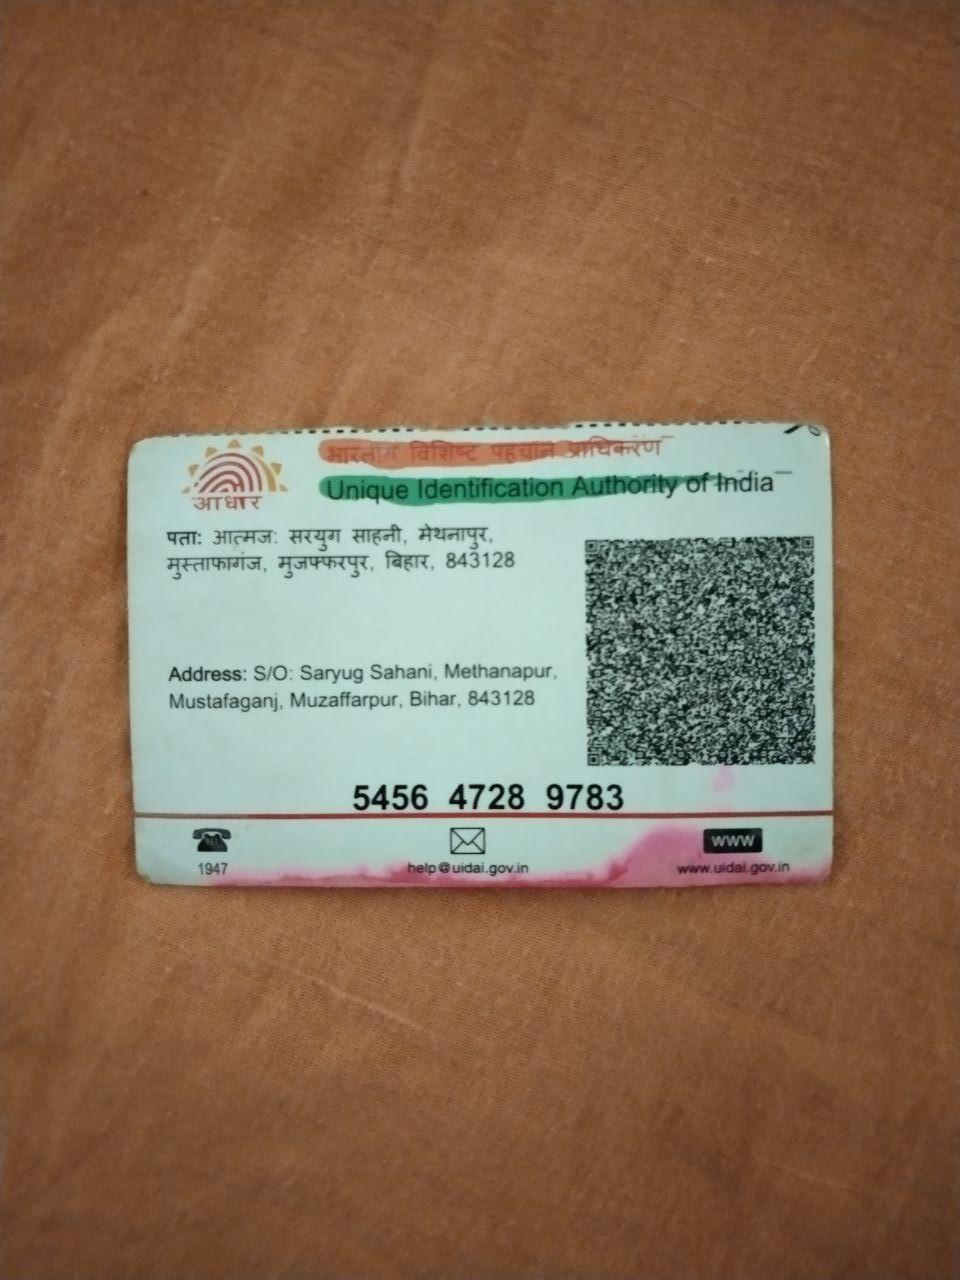 आधार
भारतीय विशिष्ट पहचान प्राधिकरण
Unique Identification Authority of India
पता: आत्मज: सरयुग साहनी, मेथनापुर,
मुस्ताफागंज, मुजफ्फरपुर, बिहार, 843128
Address: S/O: Saryug Sahani, Methanapur,
Mustafaganj, Muzaffarpur, Bihar, 843128
5456 4728 9783
1947
help@uidai.gov.in
www
www.uidai.gov.in